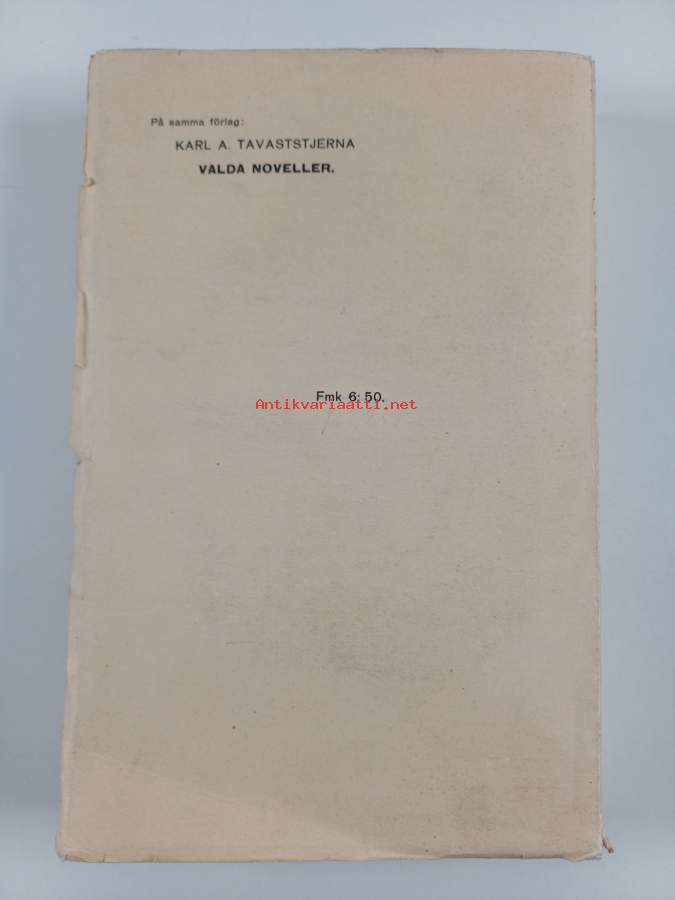 På samma förlag:
KARL A. TAVASTSTJERNA
VALDA NOVELLER.
Fmk 6:50.
Antikvariaatti.net